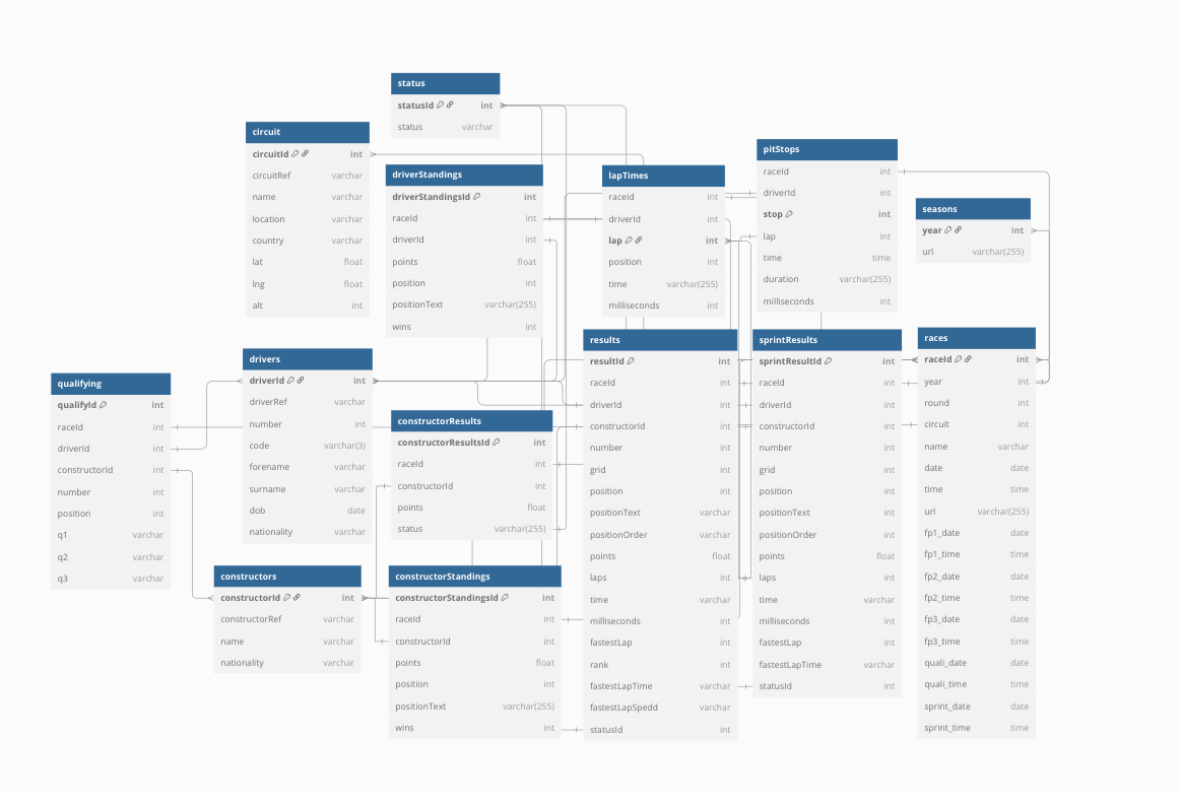 status
statusId int
status varchar
circuit
circuitId int
circuitRef varchar
name varchar
location varchar
country varchar
lat float
lng float
alt int
driverStandings
driverStandingsId int
raceId int
driverId int
points float
position int
positionText varchar(255)
wins int
lapTimes
raceId int
driverId int
lap int
position int
time varchar(255)
milliseconds int
pitStops
raceId int
driverId int
stop int
lap int
time time
duration varchar(255)
milliseconds int
seasons
year int
url varchar(255)
qualifying
qualifyId int
raceId int
driverId int
constructorId int
number int
position int
q1 varchar
q2 varchar
q3 varchar
drivers
driverId int
driverRef varchar
number int
code varchar(3)
forename varchar
surname varchar
dob date
nationality varchar
constructorResults
constructorResultsId int
raceId int
constructorId int
points float
status varchar(255)
constructors
constructorId int
constructorRef varchar
name varchar
nationality varchar
constructorStandings
constructorStandingsId int
raceId int
constructorId int
points float
position int
positionText varchar(255)
wins int
results
resultId int
raceId int
driverId int
constructorId int
number int
grid int
position int
positionText varchar
positionOrder varchar
points float
laps int
time varchar
milliseconds int
fastestLap int
rank int
fastestLapTime varchar
fastestLapSpedd varchar
statusId int
sprintResults
sprintResultId int
raceId int
driverId int
constructorId int
number int
grid int
position int
positionText int
positionOrder int
points float
laps int
time varchar
milliseconds int
fastestLap int
fastestLapTime varchar
statusId int
races
raceId int
year int
round int
circuit int
name varchar
date date
time time
url varchar(255)
fp1_date date
fp1_time time
fp2_date date
fp2_time time
fp3_date date
fp3_time time
quali_date date
quali_time time
sprint_date date
sprint_time time